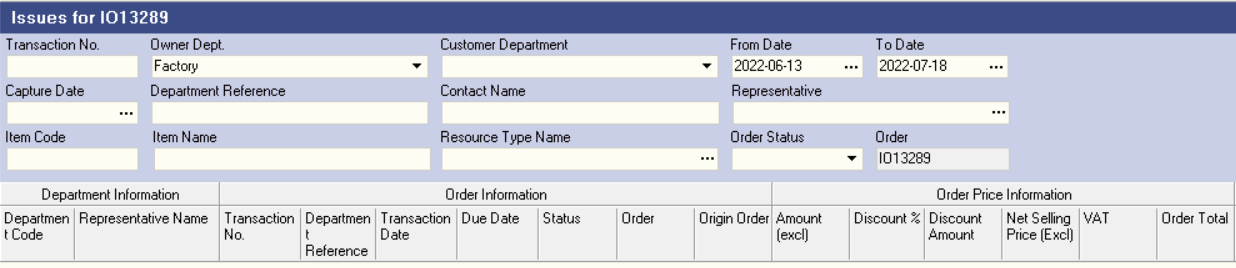 Issues for IO13289
Transaction No. Owner Dept. Customer Department From Date To Date
Factory 2022-06-13 ... 2022-07-18 ...
Capture Date Department Reference Contact Name Representative
... ...
Item Code Item Name Resource Type Name Order Status Order
... IO13289
Department Information Order Information Order Price Information
Departmen Representative Name Transaction Departmen Transaction Due Date Status Order Origin Order Amount Discount % Discount Net Selling VAT Order Total
t Code No. t Date (excl) Amount Price (Excl)
Reference